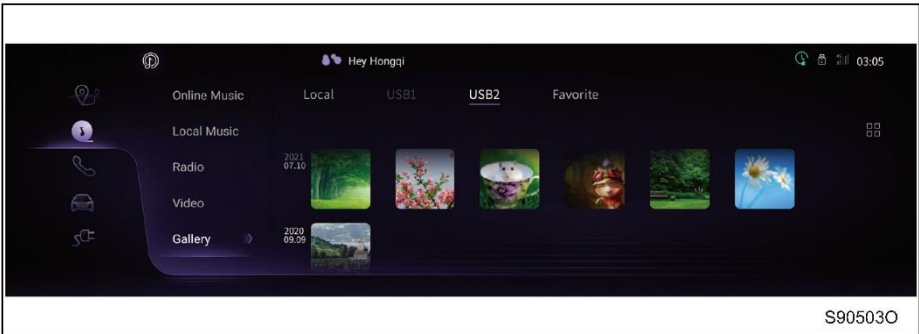 Hey Hongqi
03:05
Online Music
Local
USB1
USB2
Favorite
Local Music
Radio
2021
07.10
Video
Gallery
2020
09.09
S90503O